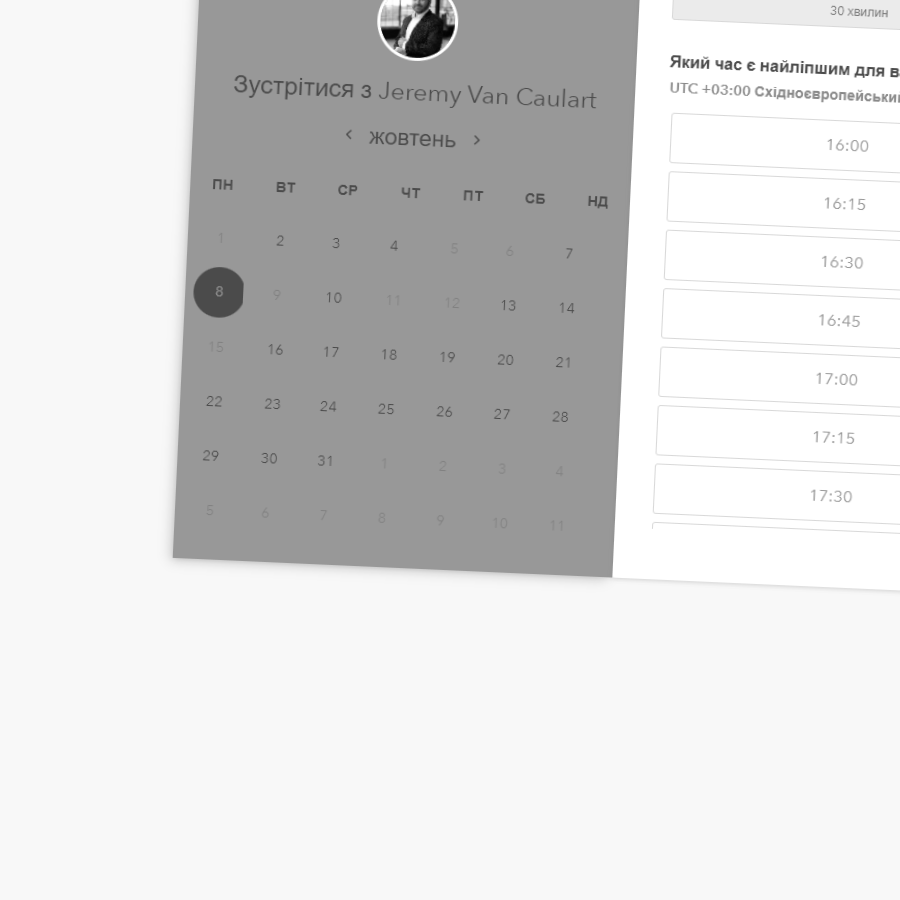 Зустрітися з Jeremy Van Caulart
‹ жовтень ›
ПН ВТ СР ЧТ ПТ СБ НД
1 2 3 4 5 6 7
8 9 10 11 12 13 14
15 16 17 18 19 20 21
22 23 24 25 26 27 28
29 30 31 1 2 3 4
5 6 7 8 9 10 11
30 хвилин
Який час є найліпшим для
UTC +03:00
16:00
16:15
16:30
16:45
17:00
17:15
17:30